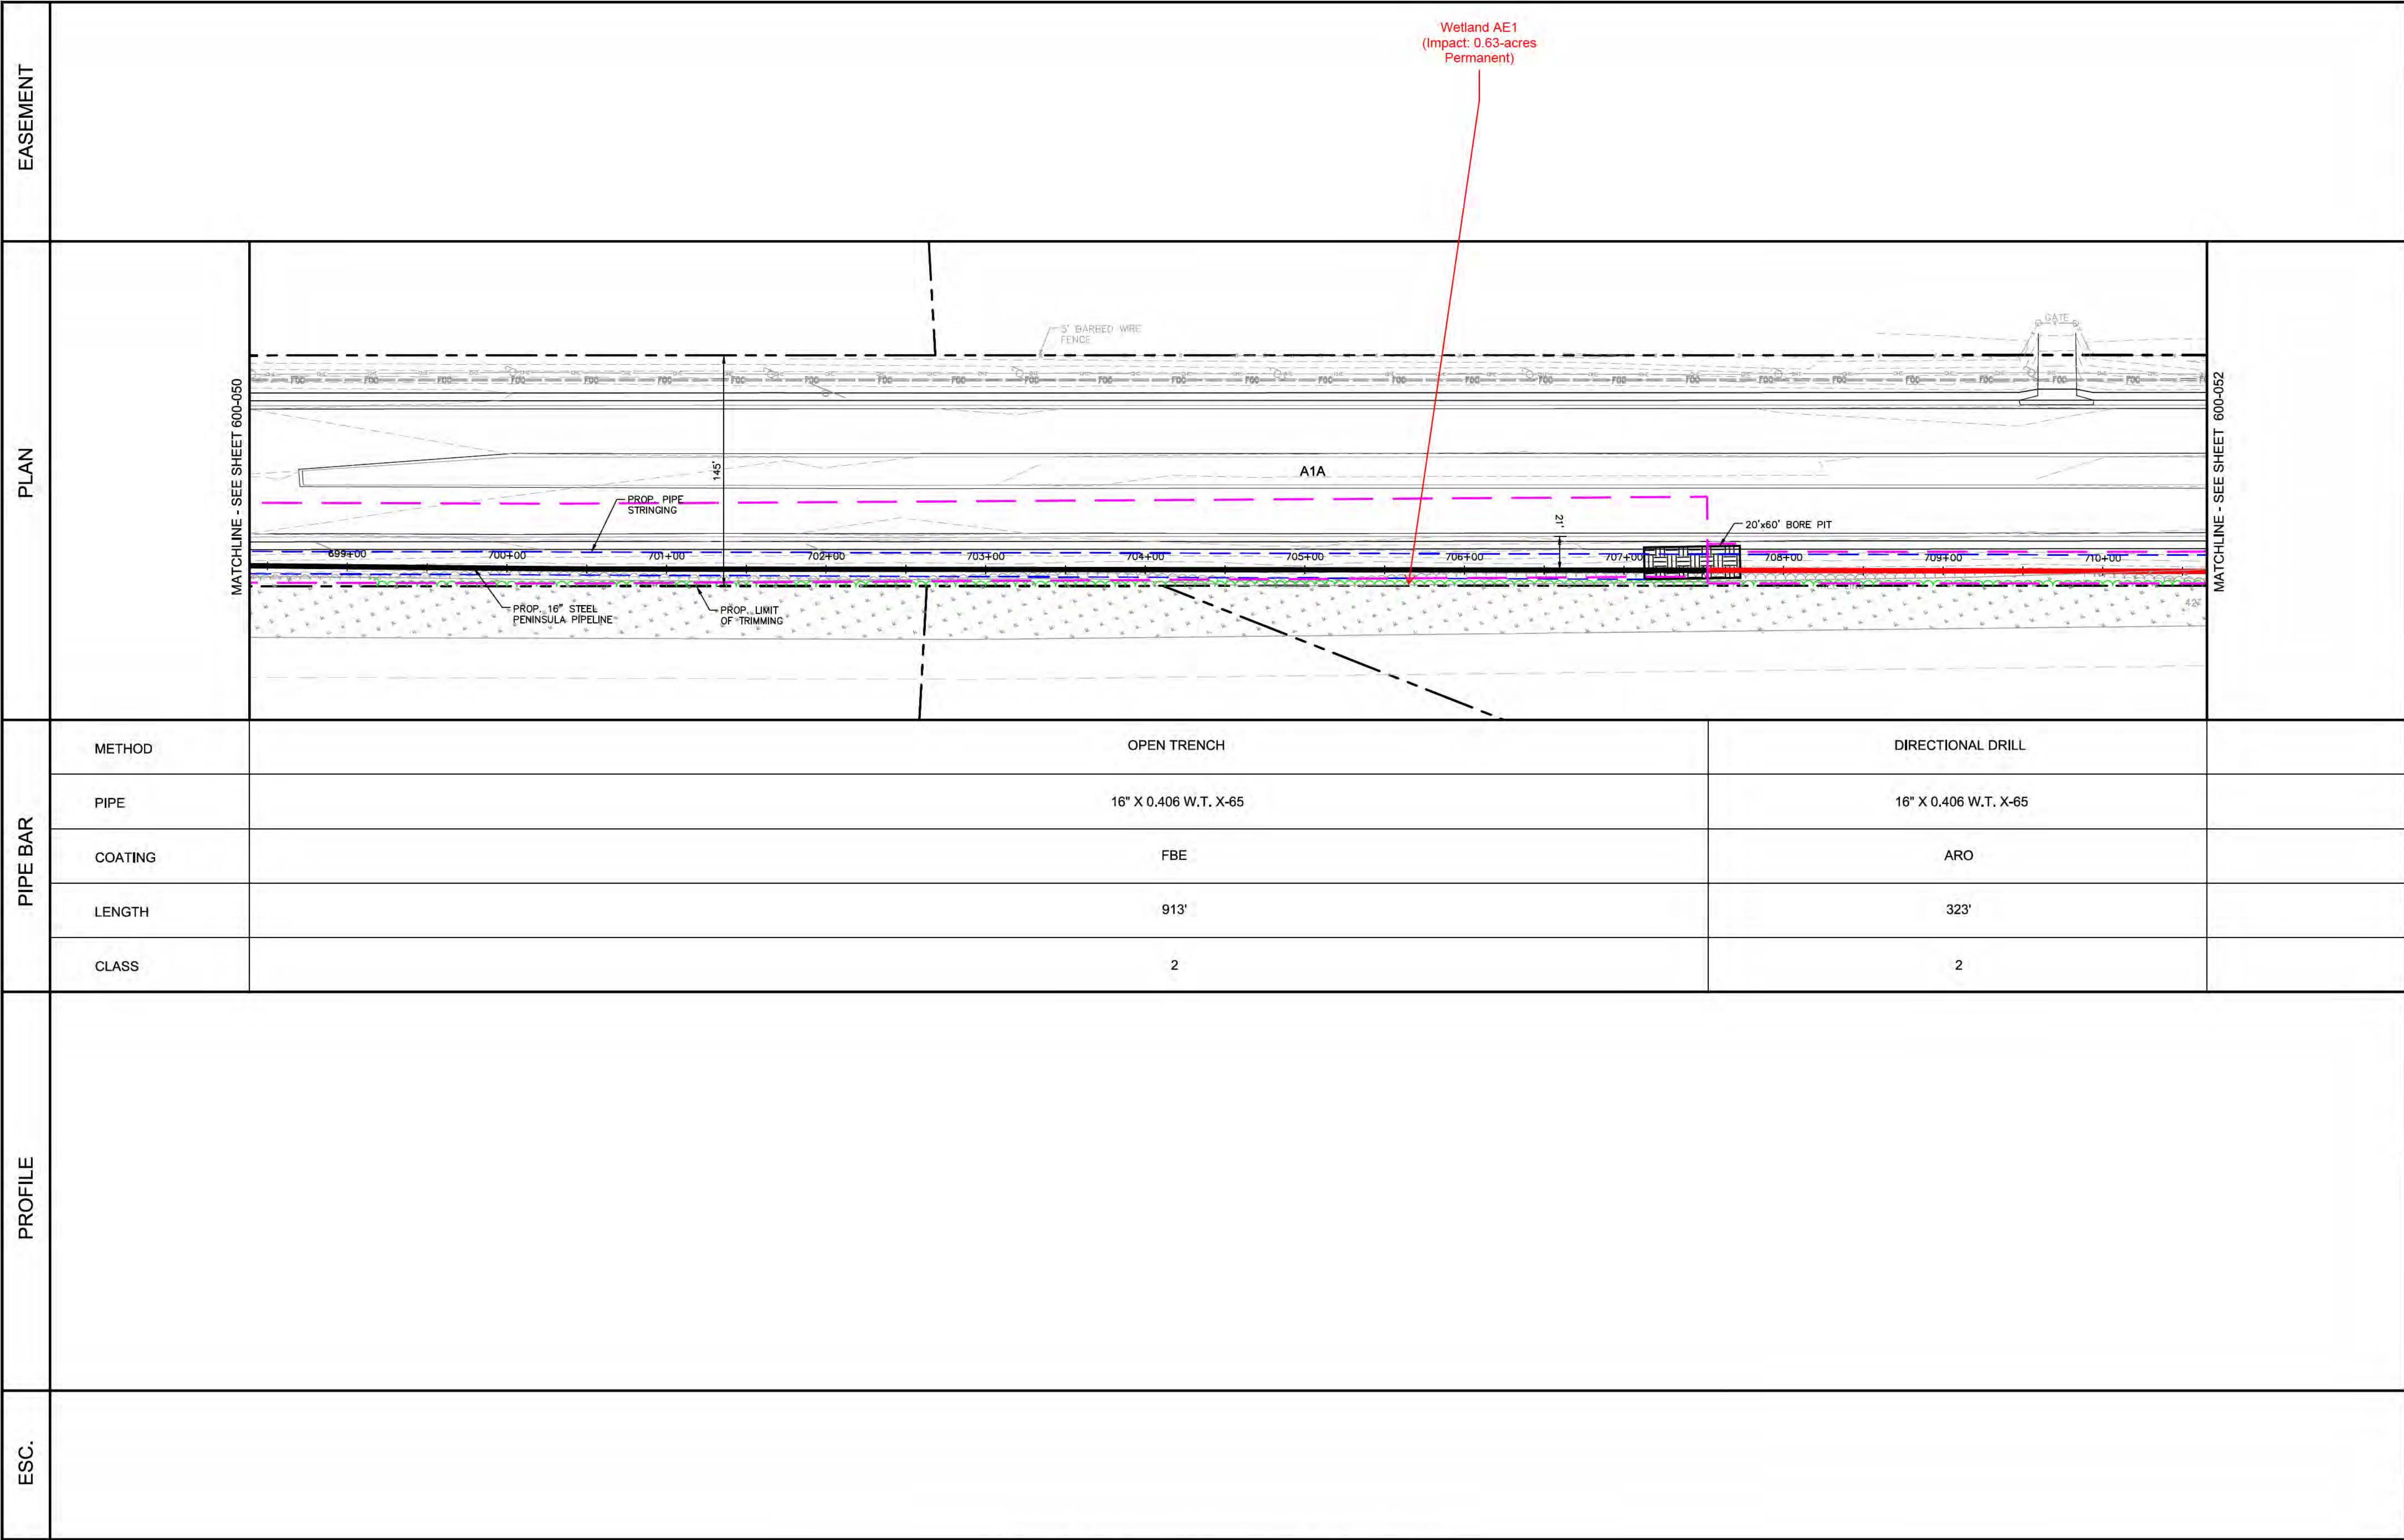 EASEMENT
Wetland AE1
(Impact: 0.63-acres
Permanent)
PLAN
MATCHLINE - SEE SHEET 600-050
5' BARBED WIRE
FENCE
GATE
145'
A1A
PROP. PIPE
STRINGING
21'
20'x60' BORE PIT
699+00
700+00
701+00
702+00
703+00
704+00
705+00
706+00
707+00
708+00
709+00
710+00
PROP. 16" STEEL
PENINSULA PIPELINE
PROP. LIMIT
OF TRIMMING
MATCHLINE - SEE SHEET 600-052
PIPE BAR
METHOD
OPEN TRENCH
DIRECTIONAL DRILL
PIPE
16" X 0.406 W.T. X-65
16" X 0.406 W.T. X-65
COATING
FBE
ARO
LENGTH
913'
323'
CLASS
2
2
PROFILE
ESC.